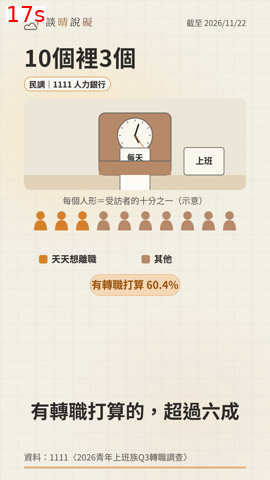 17s
談晴說礙
截至 2026/11/22
10個裡3個
民調｜1111 人力銀行
每天
上班
每個人形＝受訪者的十分之一（示意）
天天想離職
其他
有轉職打算 60.4%
有轉職打算的，超過六成
資料：1111〈2026青年上班族Q3轉職調查〉